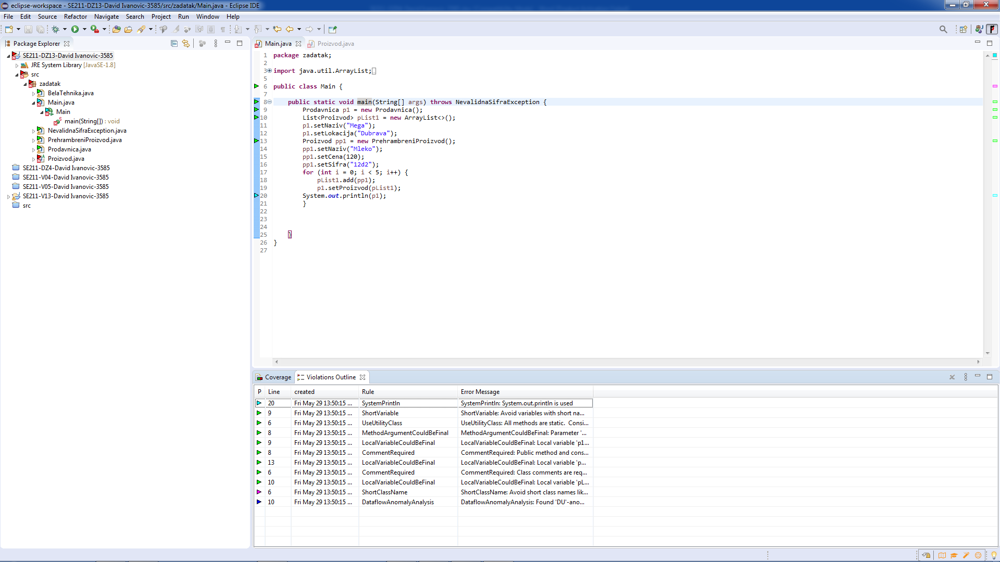 eclipse-workspace - SE211-DZ13-David Ivanovic-3585/src/zadatak/Main.java - Eclipse IDE
File Edit Source Refactor Navigate Search Project Run Window Help
Package Explorer
SE211-DZ13-David Ivanovic-3585
JRE System Library [JavaSE-1.8]
src
zadatak
BelaTehnika.java
Main.java
Main
main(String[]) : void
NevalidnaSifraException.java
PrehrambreniProizvod.java
Prodavnica.java
Proizvod.java
SE211-DZ4-David Ivanovic-3585
SE211-V04-David Ivanovic-3585
SE211-V05-David Ivanovic-3585
SE211-V13-David Ivanovic-3585
src
Main.java Proizvod.java
1 package zadatak;
2
3 import java.util.ArrayList;
5
6 public class Main {
7
8 public static void main(String[] args) throws NevalidnaSifraException {
9 Prodavnica p1 = new Prodavnica();
10 List<Proizvod> pList1 = new ArrayList<>();
11 p1.setNaziv("Mega");
12 p1.setLokacija("Dubrava");
13 Proizvod pp1 = new PrehrambreniProizvod();
14 pp1.setNaziv("Mleko");
15 pp1.setCena(120);
16 pp1.setSifra("12d2");
17 for (int i = 0; i < 5; i++) {
18 pList1.add(pp1);
19 p1.setProizvod(pList1);
20 System.out.println(p1);
21 }
22
23
24
25 }
26 }
27
Coverage Violations Outline
P Line created Rule Error Message
20 Fri May 29 13:50:15 ... SystemPrintln SystemPrintln: System.out.println is used
9 Fri May 29 13:50:15 ... ShortVariable ShortVariable: Avoid variables with short na...
6 Fri May 29 13:50:15 ... UseUtilityClass UseUtilityClass: All methods are static. Consi...
8 Fri May 29 13:50:15 ... MethodArgumentCouldBeFinal MethodArgumentCouldBeFinal: Parameter '...
9 Fri May 29 13:50:15 ... LocalVariableCouldBeFinal LocalVariableCouldBeFinal: Local variable 'p1...
8 Fri May 29 13:50:15 ... CommentRequired CommentRequired: Public method and cons...
13 Fri May 29 13:50:15 ... LocalVariableCouldBeFinal LocalVariableCouldBeFinal: Local variable 'p...
6 Fri May 29 13:50:15 ... CommentRequired CommentRequired: Class comments are req...
10 Fri May 29 13:50:15 ... LocalVariableCouldBeFinal LocalVariableCouldBeFinal: Local variable 'pL...
6 Fri May 29 13:50:15 ... ShortClassName ShortClassName: Avoid short class names lik...
10 Fri May 29 13:50:15 ... DataflowAnomalyAnalysis DataflowAnomalyAnalysis: Found 'DU'-ano...